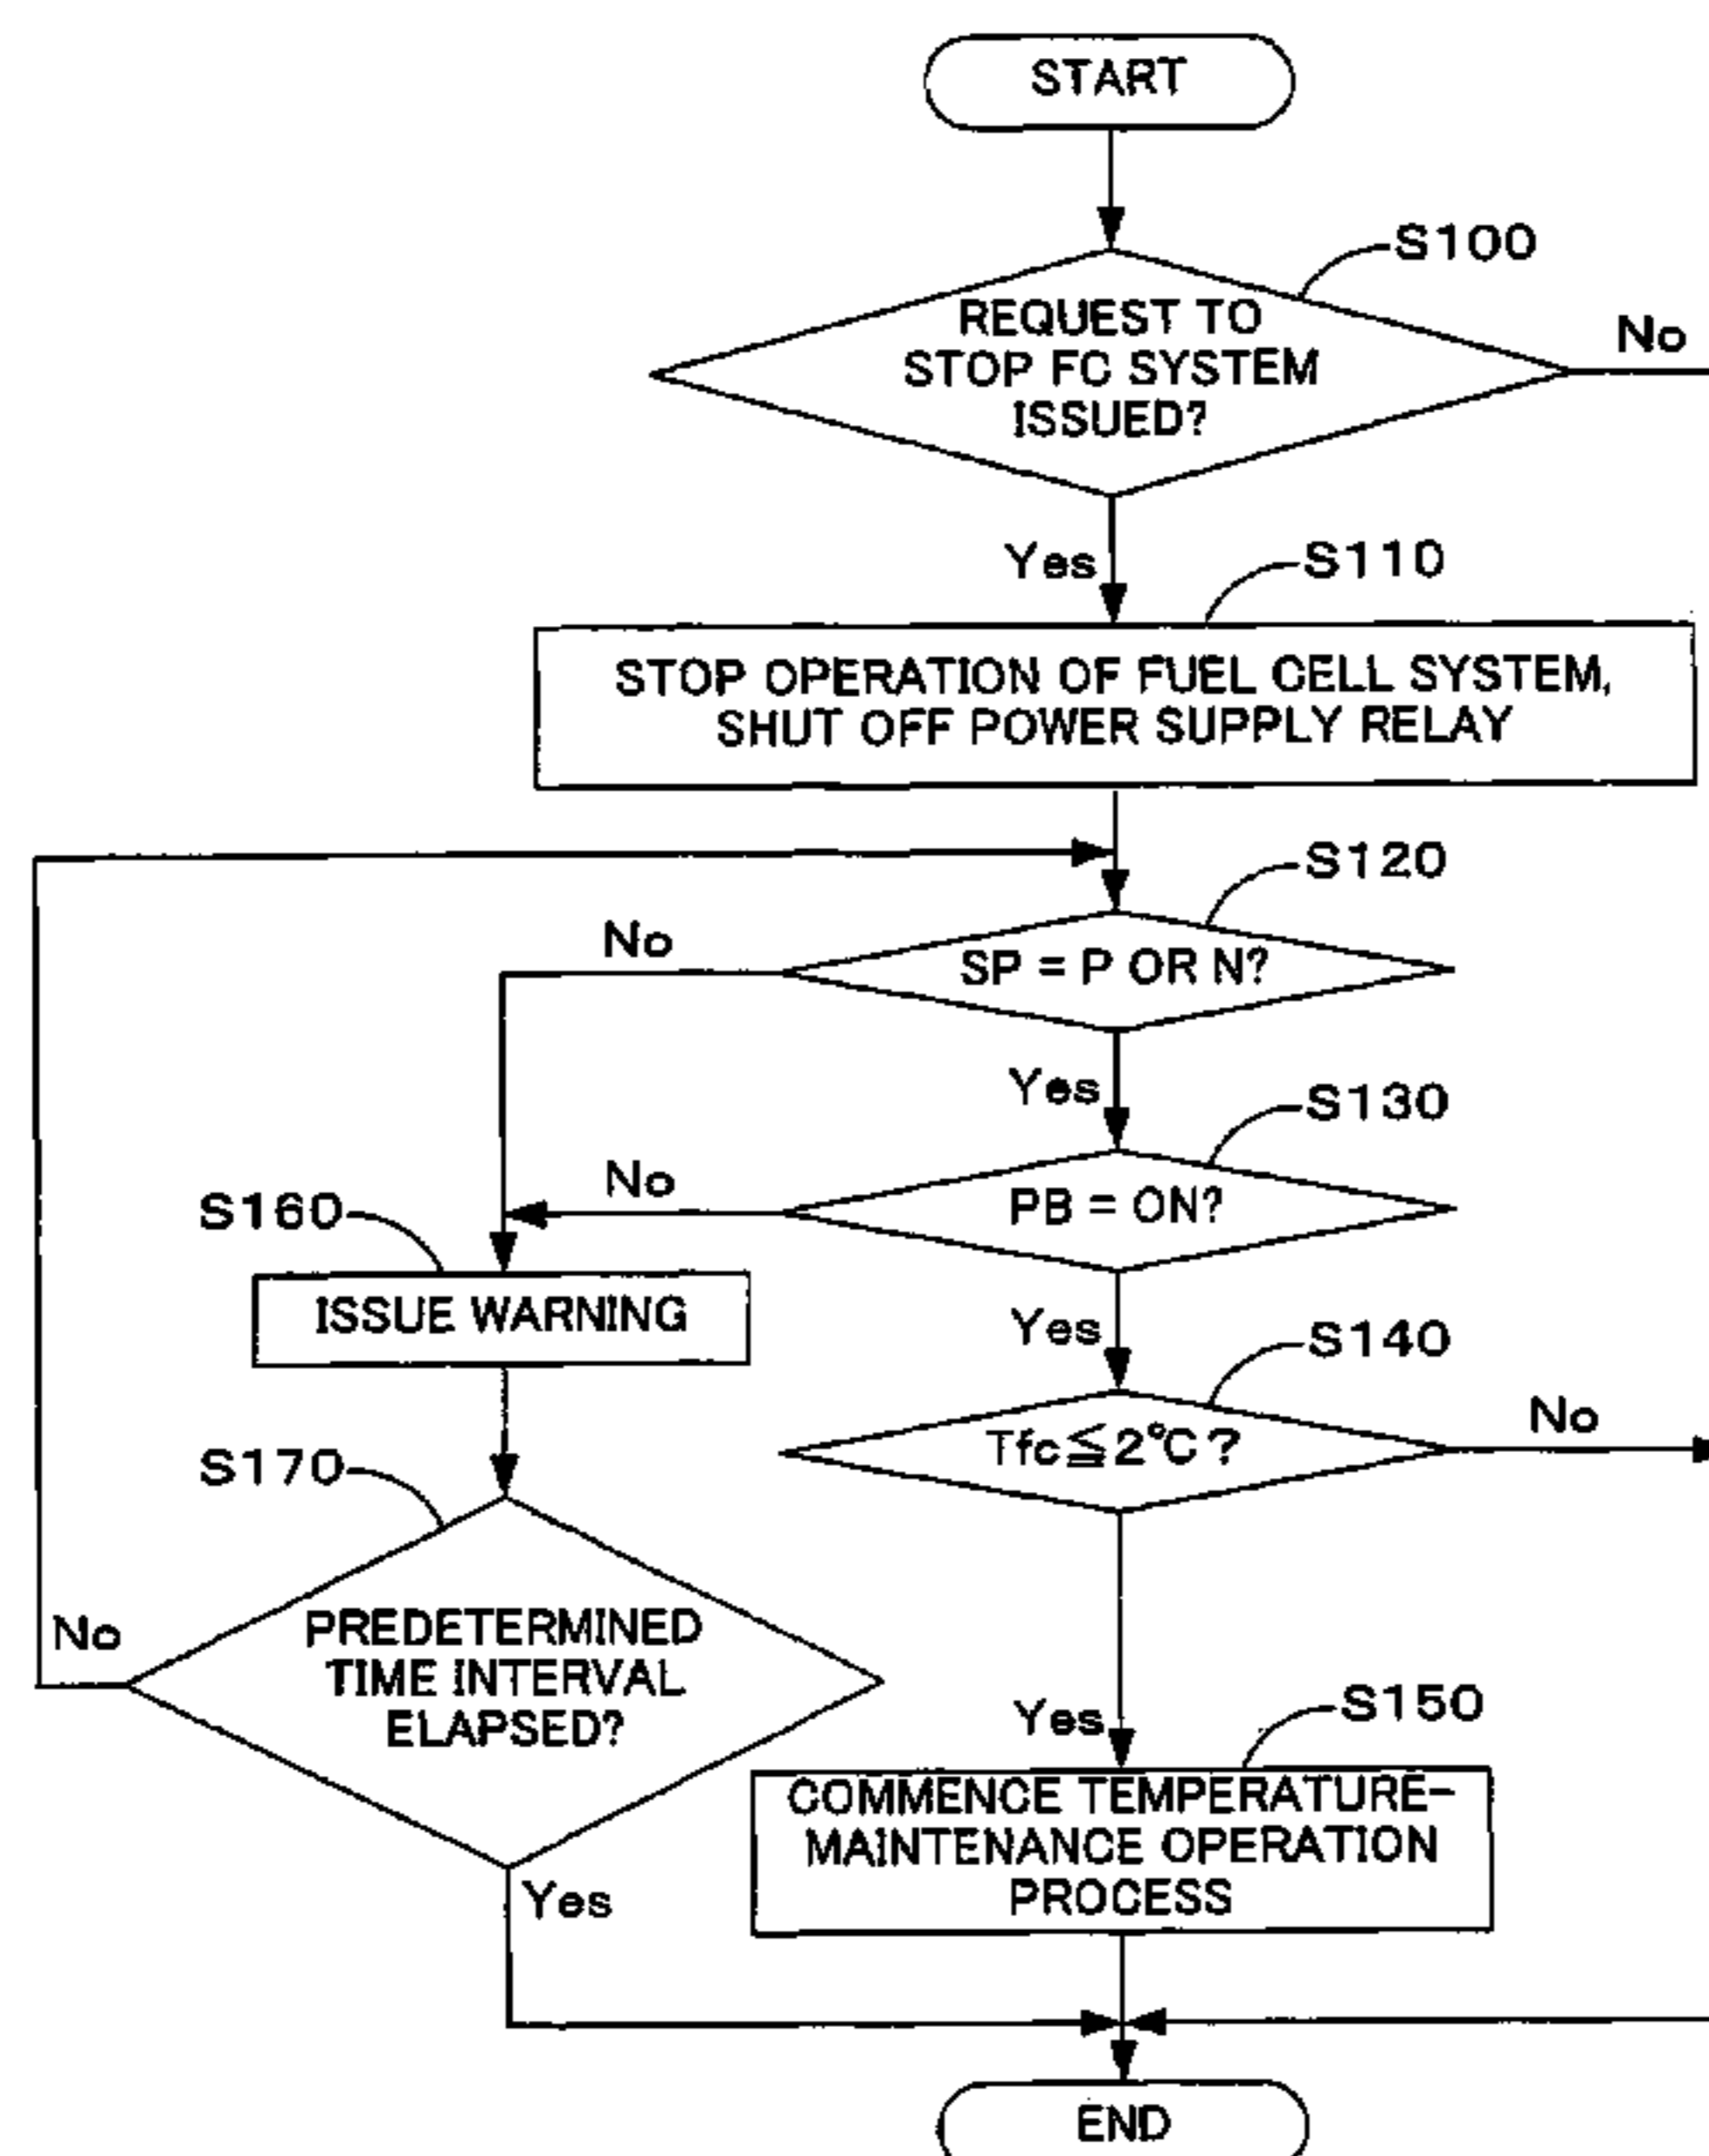 START
S100
REQUEST TO
STOP FC SYSTEM
ISSUED?
No
Yes
S110
STOP OPERATION OF FUEL CELL SYSTEM,
SHUT OFF POWER SUPPLY RELAY
S120
No
SP = P OR N?
Yes
S130
No
PB = ON?
S160
ISSUE WARNING
Yes
S140
Tfc≦2℃?
No
S170
PREDETERMINED
TIME INTERVAL
ELAPSED?
No
Yes
Yes
S150
COMMENCE TEMPERATURE-
MAINTENANCE OPERATION
PROCESS
END